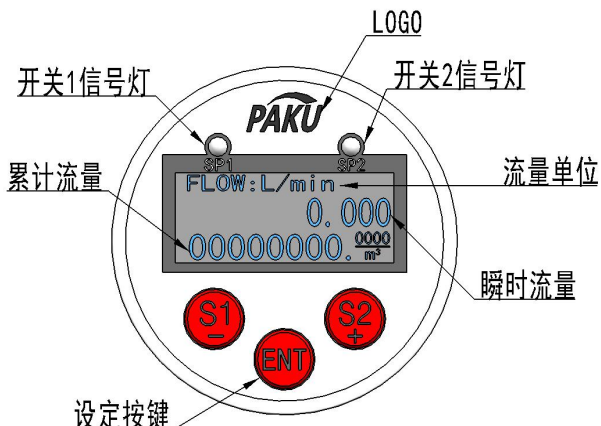 LOGO
开关1信号灯
开关2信号灯
PAKU
SP1 SP2
累计流量
FLOW:L/min
流量单位
0.000
00000000. 0000
m³
瞬时流量
S1 S2
- +
ENT
设定按键